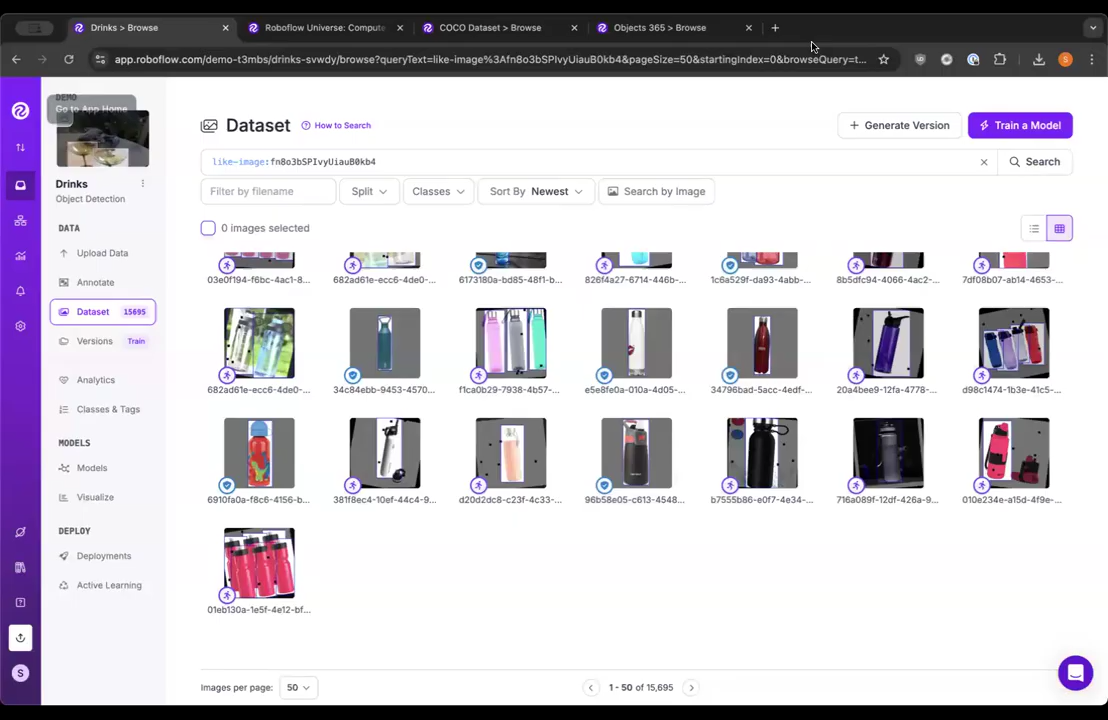 Drinks > Browse
Roboflow Universe: Compute
COCO Dataset > Browse
Objects 365 > Browse
app.roboflow.com/demo-t3mbs/drinks-svwdy/browse?queryText=like-image%3Afn8o3bSPIvyUiauB0kb4&pageSize=50&startingIndex=0&browseQuery=t...
S
DEMO
Go to App Home
Drinks
Object Detection
DATA
Upload Data
Annotate
Dataset 15695
Versions Train
Analytics
Classes & Tags
MODELS
Models
Visualize
DEPLOY
Deployments
Active Learning
S
Dataset
How to Search
Generate Version
Train a Model
like-image:fn8o3bSPIvyUiauB0kb4
Search
Filter by filename
Split
Classes
Sort By Newest
Search by Image
0 images selected
03e0f194-f6bc-4ac1-8... 682ad61e-ecc6-4de0-... 6173180a-bd85-48f1-b... 826f4a27-6714-446b-... 1c6a529f-da93-4abb-... 8b5dfc94-4066-4ac2-... 7df08b07-ab14-4653-...
682ad61e-ecc6-4de0-... 34c84ebb-9453-4570... f1ca0b29-7938-4b57-... e5e8fe0a-010a-4d05-... 34796bad-5acc-4edf-... 20a4bee9-12fa-4778-... d98c1474-1b3e-41c5-...
6910fa0a-f8c6-4156-b... 381f8ec4-10ef-44c4-9... d20d2dc8-c23f-4c33-... 96b58e05-c613-4548... b7555b86-e0f7-4e34-... 716a089f-12df-426a-9... 010e234e-a15d-4f9e-...
01eb130a-1e5f-4e12-bf...
Images per page: 50
1 - 50 of 15,695